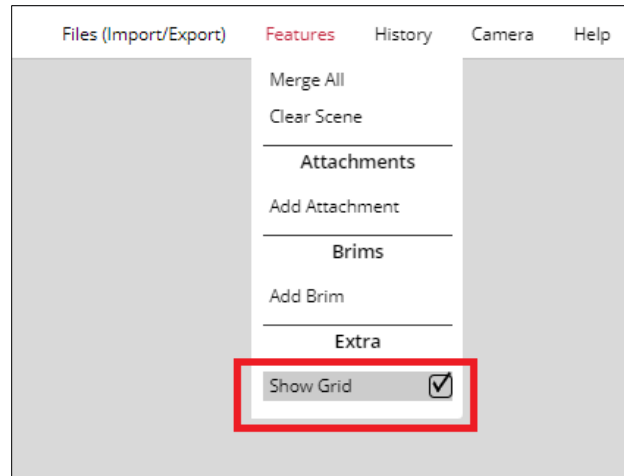 Files (Import/Export) Features History Camera Help
Merge All
Clear Scene
Attachments
Add Attachment
Brims
Add Brim
Extra
Show Grid